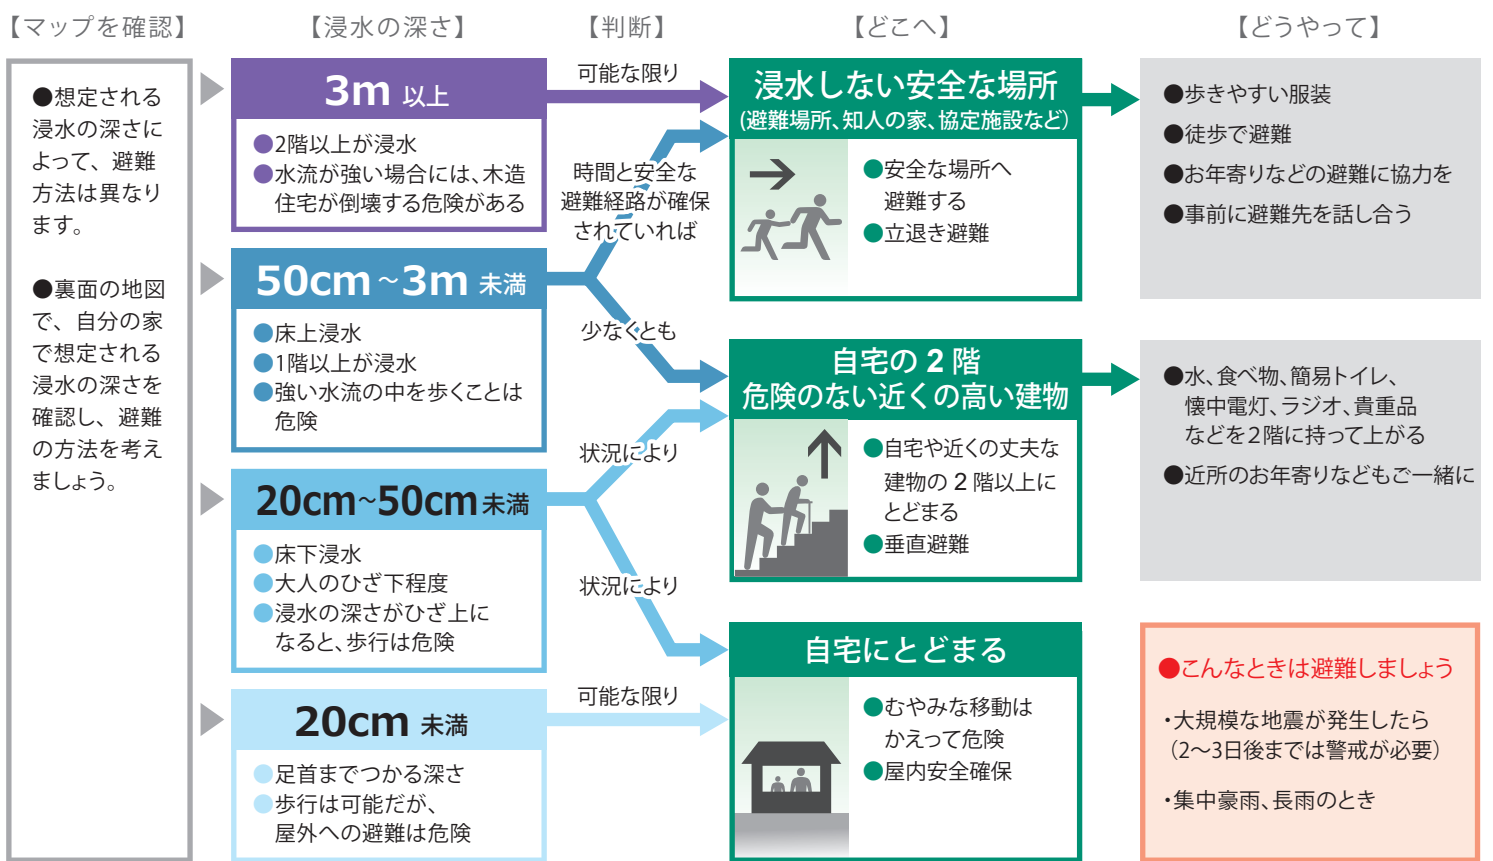 【マップを確認】
【浸水の深さ】
【判断】
【どこへ】
【どうやって】
●想定される
浸水の深さに
よって、避難
方法は異なり
ます。
●裏面の地図
で、自分の家
で想定される
浸水の深さを
確認し、避難
の方法を考え
ましょう。
3m 以上
●2階以上が浸水
●水流が強い場合には、木造
住宅が倒壊する危険がある
50cm～3m 未満
●床上浸水
●1階以上が浸水
●強い水流の中を歩くことは
危険
20cm～50cm未満
●床下浸水
●大人のひざ下程度
●浸水の深さがひざ上に
なると、歩行は危険
20cm 未満
●足首までつかる深さ
●歩行は可能だが、
屋外への避難は危険
可能な限り
時間と安全な
避難経路が確保
されていれば
少なくとも
状況により
状況により
可能な限り
浸水しない安全な場所
(避難場所、知人の家、協定施設など)
●安全な場所へ
避難する
●立退き避難
自宅の 2 階
危険のない近くの高い建物
●自宅や近くの丈夫な
建物の 2 階以上に
とどまる
●垂直避難
自宅にとどまる
●むやみな移動は
かえって危険
●屋内安全確保
●歩きやすい服装
●徒歩で避難
●お年寄りなどの避難に協力を
●事前に避難先を話し合う
●水、食べ物、簡易トイレ、
懐中電灯、ラジオ、貴重品
などを2階に持って上がる
●近所のお年寄りなどもご一緒に
●こんなときは避難しましょう
・大規模な地震が発生したら
（2〜3日後までは警戒が必要）
・集中豪雨、長雨のとき